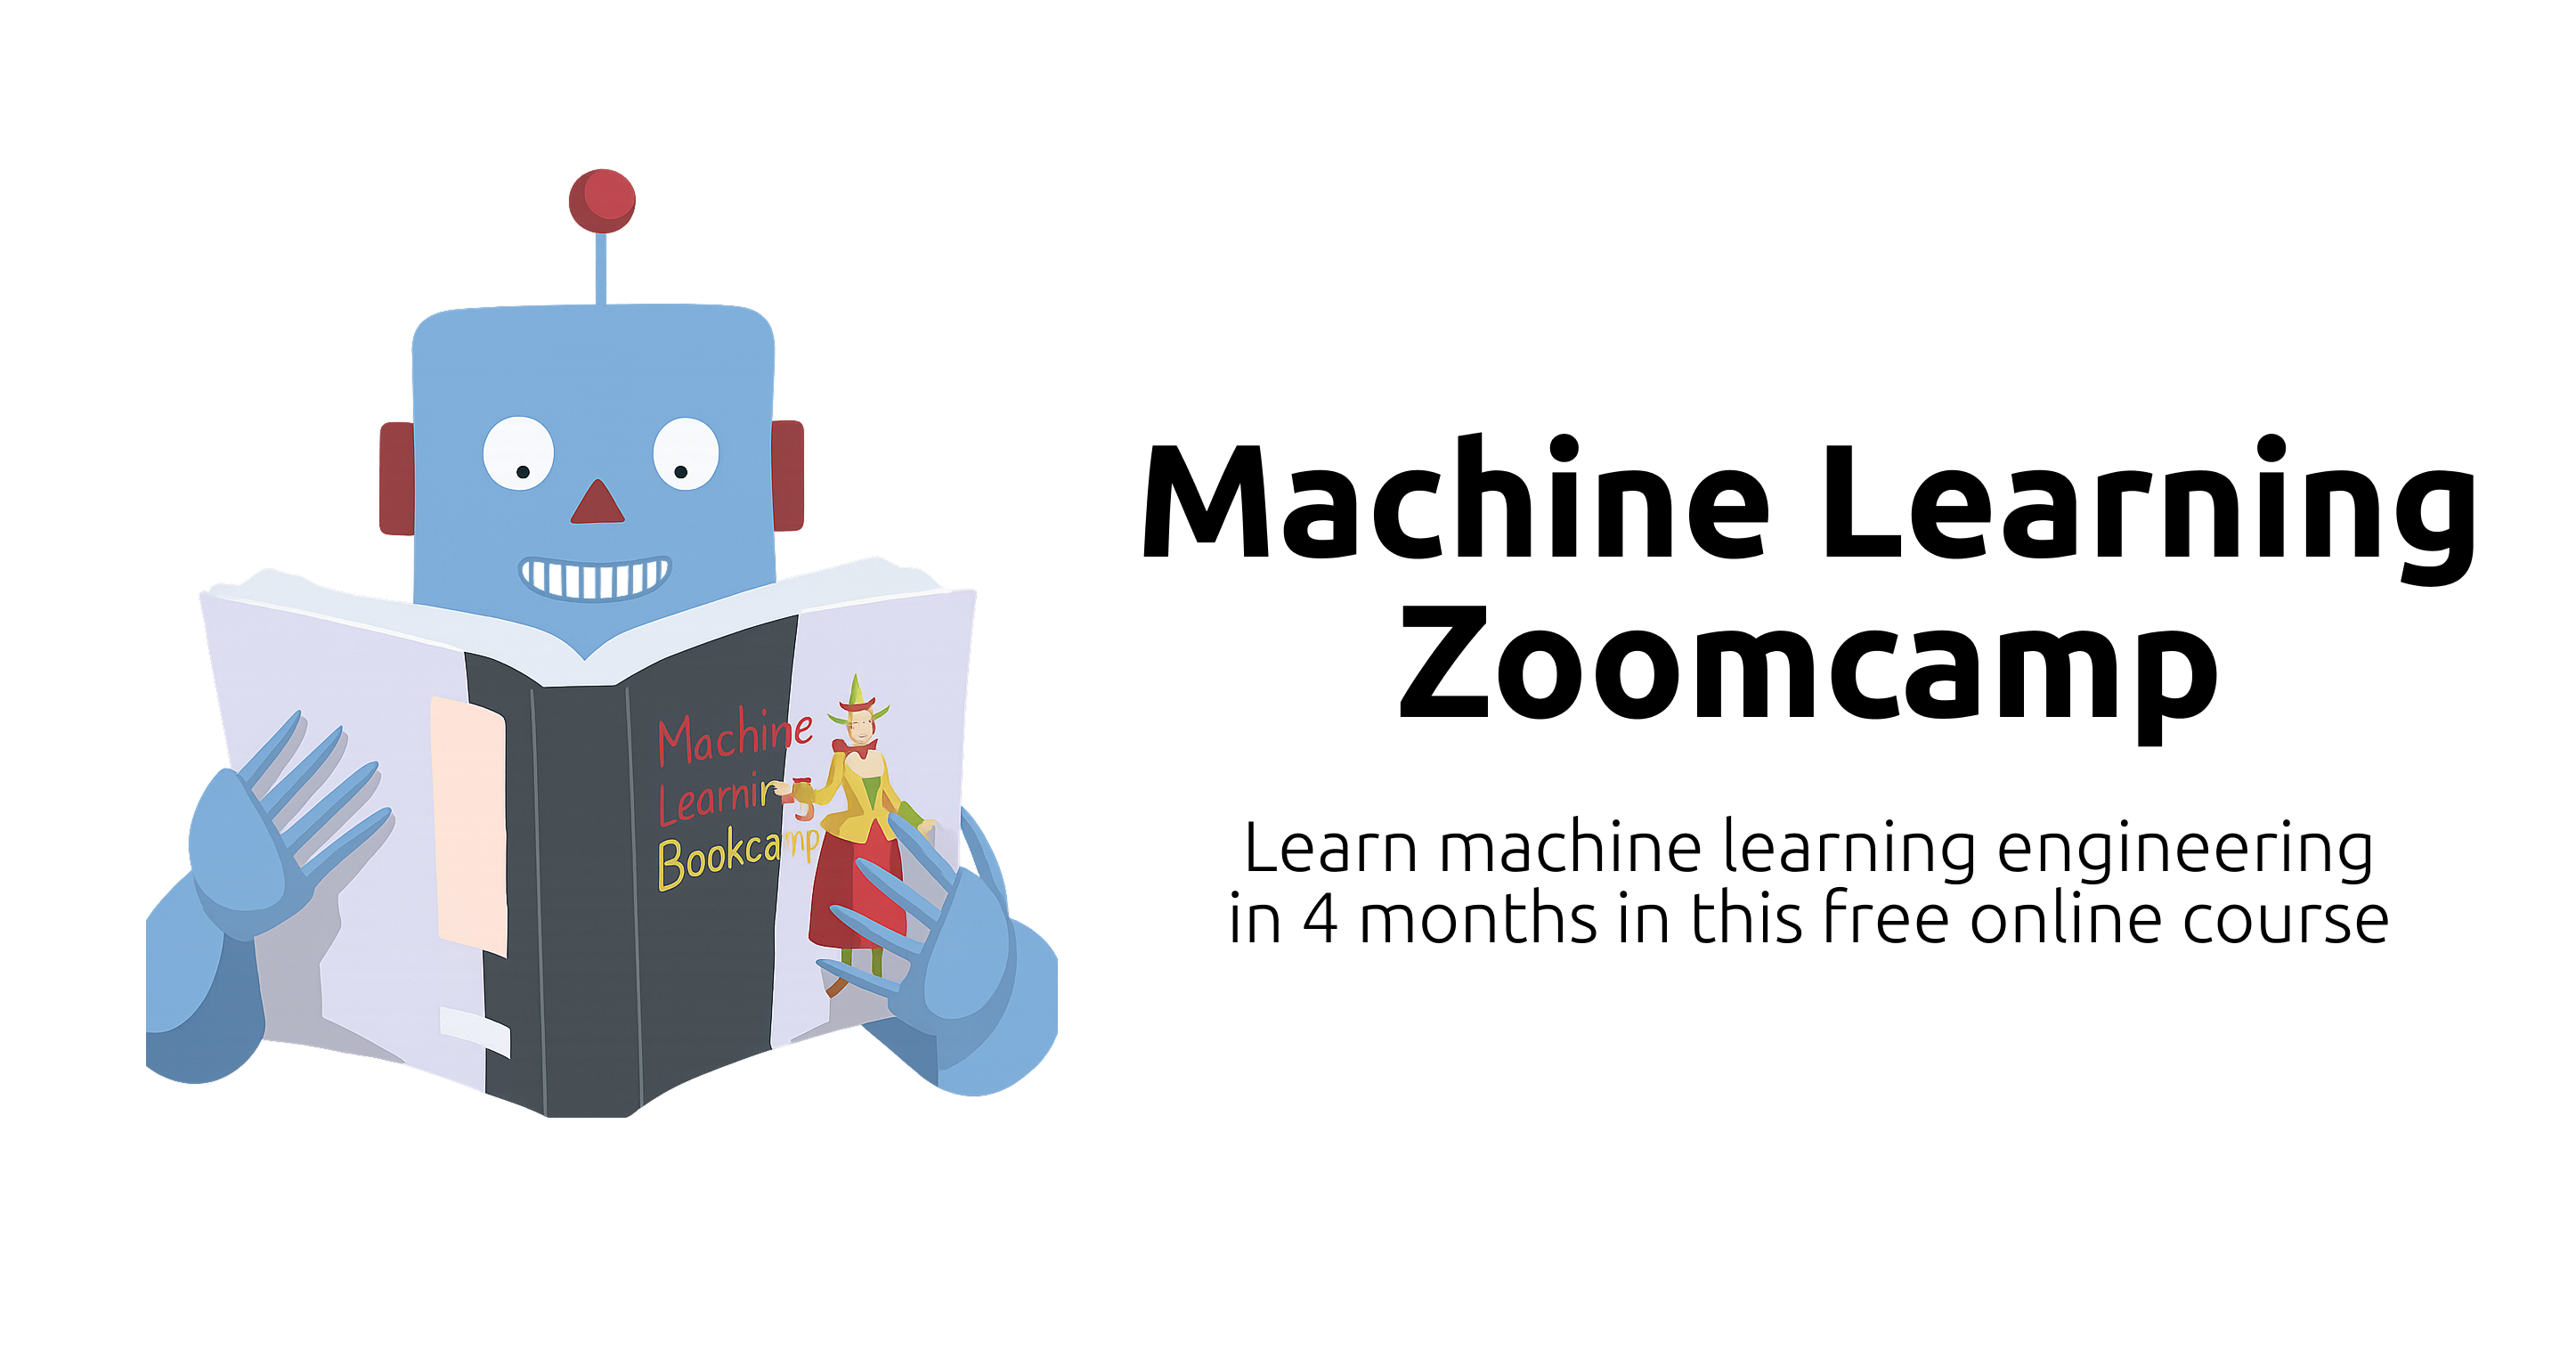 Machine Learning
Zoomcamp
Learn machine learning engineering
in 4 months in this free online course
Machine
Learning
Bookcamp